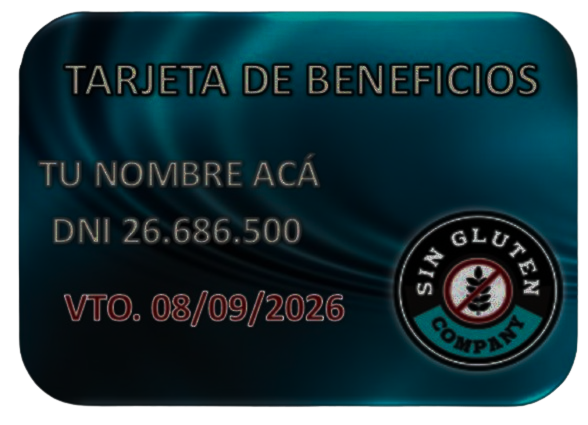 TARJETA DE BENEFICIOS
TU NOMBRE ACÁ
DNI 26.686.500
VTO. 08/09/2026
SIN GLUTEN
COMPANY